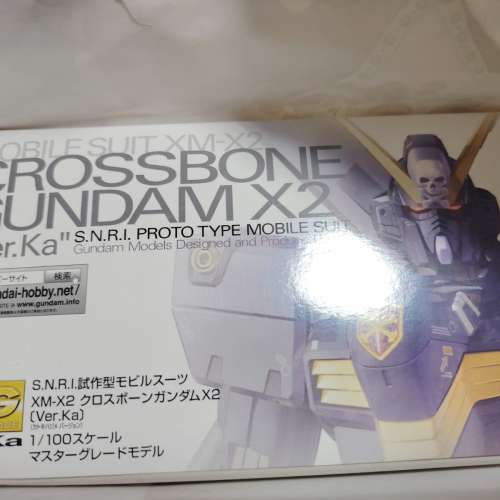 MOBILE SUIT XM-X2
CROSSBONE
GUNDAM X2
Ver.Ka"
S.N.R.I. PROTO TYPE MOBILE SUIT
Gundam Models Designed and
検索
dai-hobby.net/
www.gundam.info
S.N.R.I.試作型モビルスーツ
XM-X2 クロスボーンガンダムX2
[Ver.Ka]
1/100スケール
マスターグレードモデル